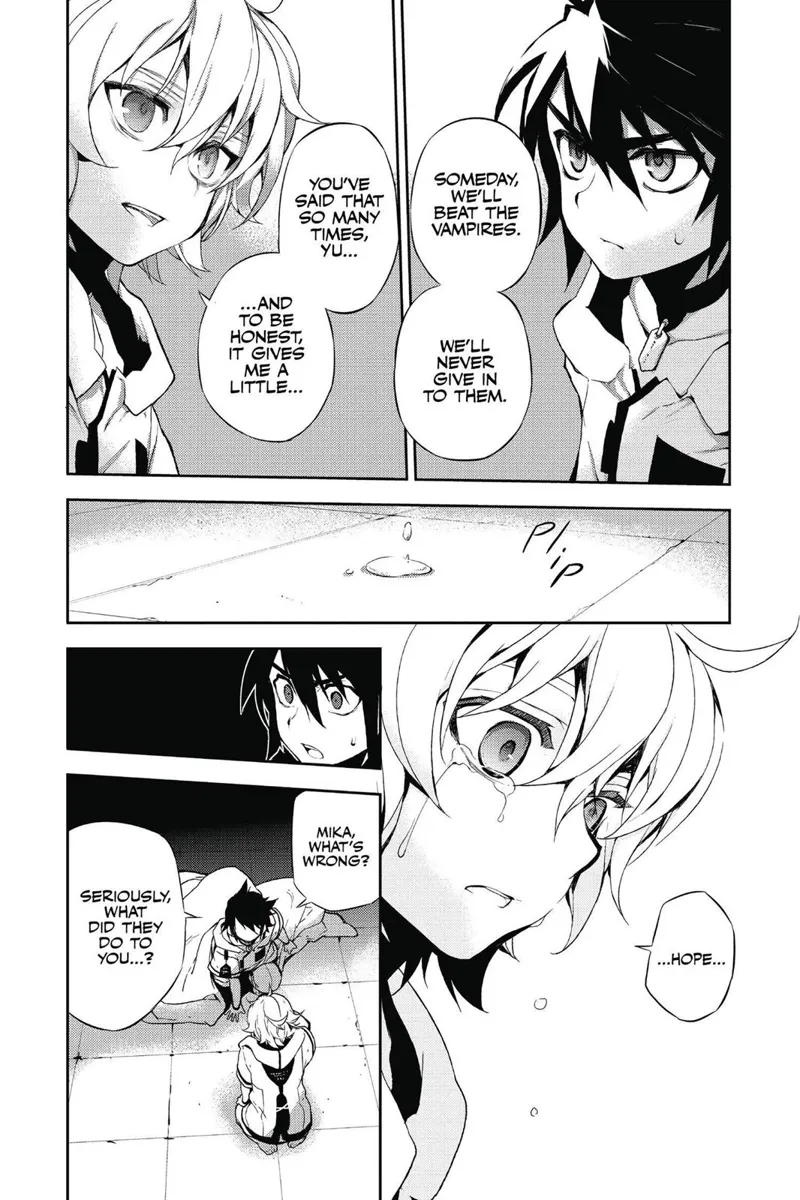 SOMEDAY,
WE'LL
BEAT THE
VAMPIRES.
WE'LL
NEVER
GIVE IN
TO THEM.
YOU'VE
SAID THAT
SO MANY
TIMES,
YU...
...AND
TO BE
HONEST,
IT GIVES
ME A
LITTLE...
Plip
...HOPE...
MIKA,
WHAT'S
WRONG?
SERIOUSLY,
WHAT
DID THEY
DO TO
YOU...?